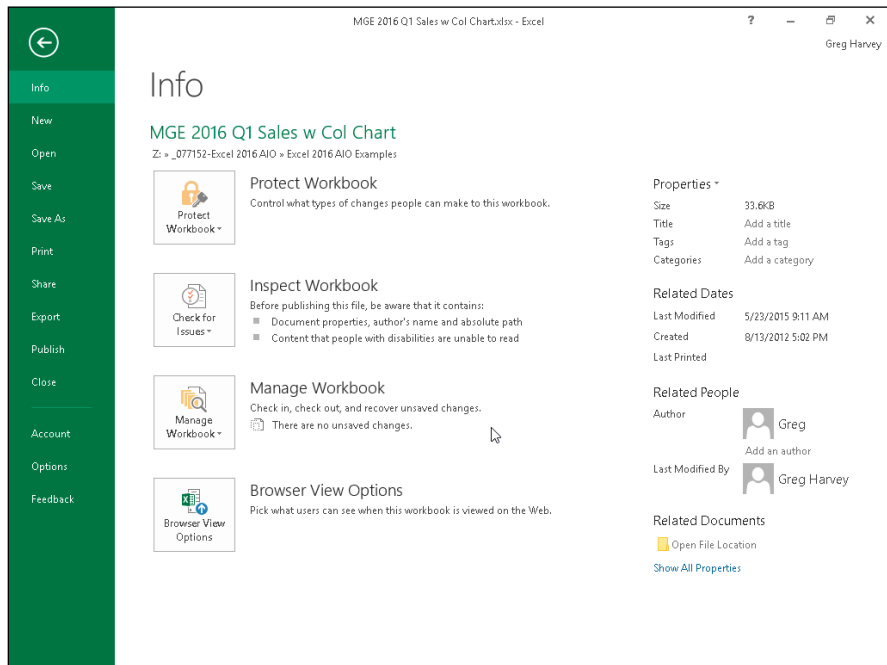 MGE 2016 Q1 Sales w Col Chart.xlsx - Excel
?
Greg Harvey
Info
New
Open
Save
Save As
Print
Share
Export
Publish
Close
Account
Options
Feedback
Info
MGE 2016 Q1 Sales w Col Chart
Z: » _077152-Excel 2016 AIO » Excel 2016 AIO Examples
Protect
Workbook
Protect Workbook
Control what types of changes people can make to this workbook.
Check for
Issues
Inspect Workbook
Before publishing this file, be aware that it contains:
Document properties, author's name and absolute path
Content that people with disabilities are unable to read
Manage
Workbook
Manage Workbook
Check in, check out, and recover unsaved changes.
There are no unsaved changes.
Browser View
Options
Browser View Options
Pick what users can see when this workbook is viewed on the Web.
Properties
Size 33.6KB
Title Add a title
Tags Add a tag
Categories Add a category
Related Dates
Last Modified 5/23/2015 9:11 AM
Created 8/13/2012 5:02 PM
Last Printed
Related People
Author Greg
Add an author
Last Modified By Greg Harvey
Related Documents
Open File Location
Show All Properties